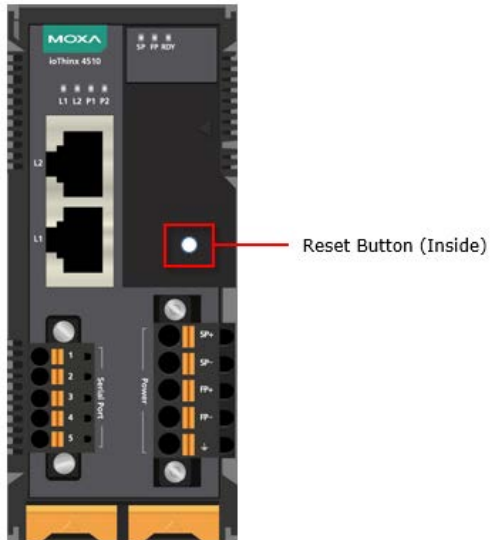 MOXA
ioThinx 4510
SP FP RDY
L1 L2 P1 P2
L2
L1
Reset Button (Inside)
1
2
3
4
5
Serial Port
Power
SP+
SP-
FP+
FP-